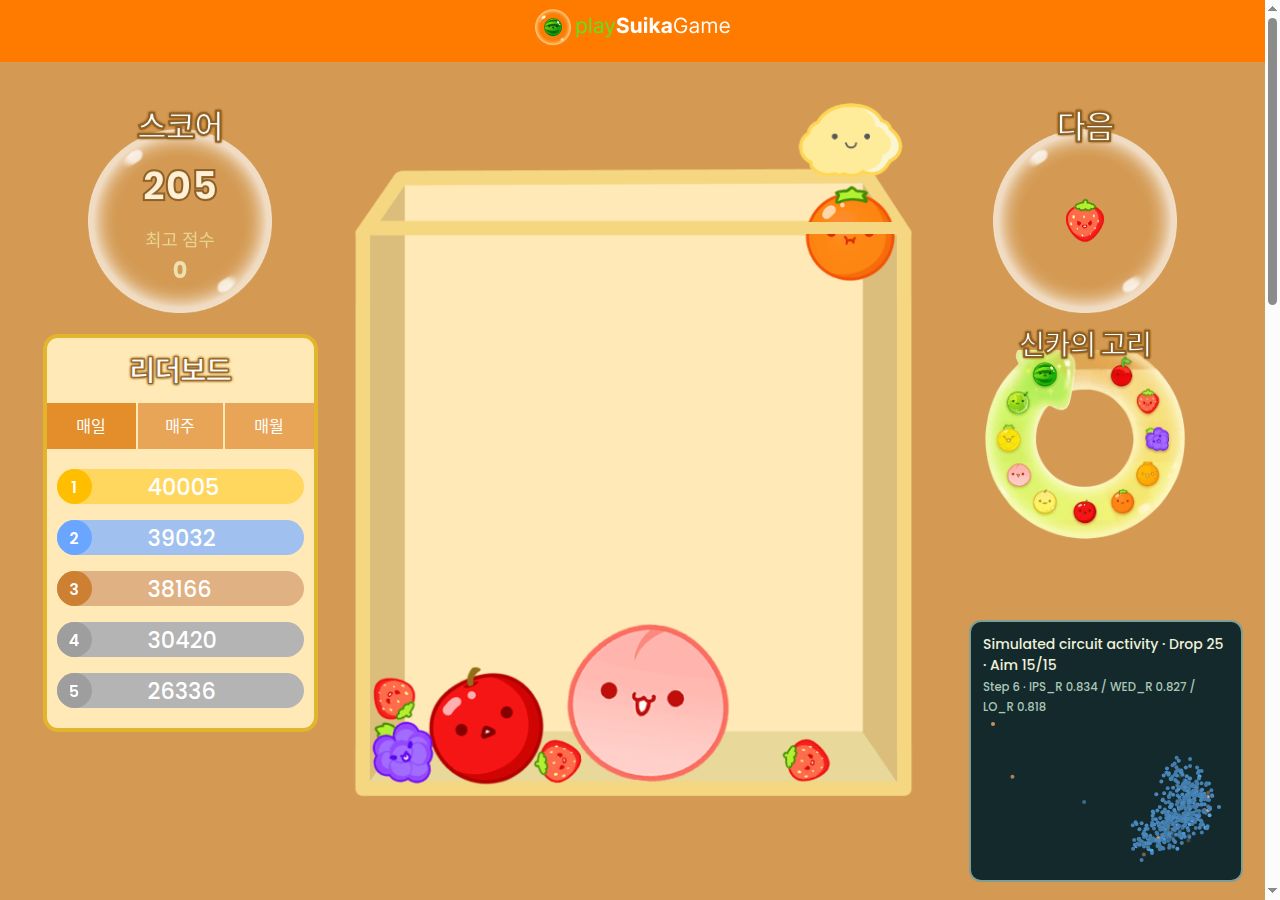 playSuikaGame
스코어
205
최고 점수
0
다음
리더보드
매일 매주 매월
1 40005
2 39032
3 38166
4 30420
5 26336
신카의 고리
Simulated circuit activity · Drop 25
· Aim 15/15
Step 6 · IPS_R 0.834 / WED_R 0.827 /
LO_R 0.818